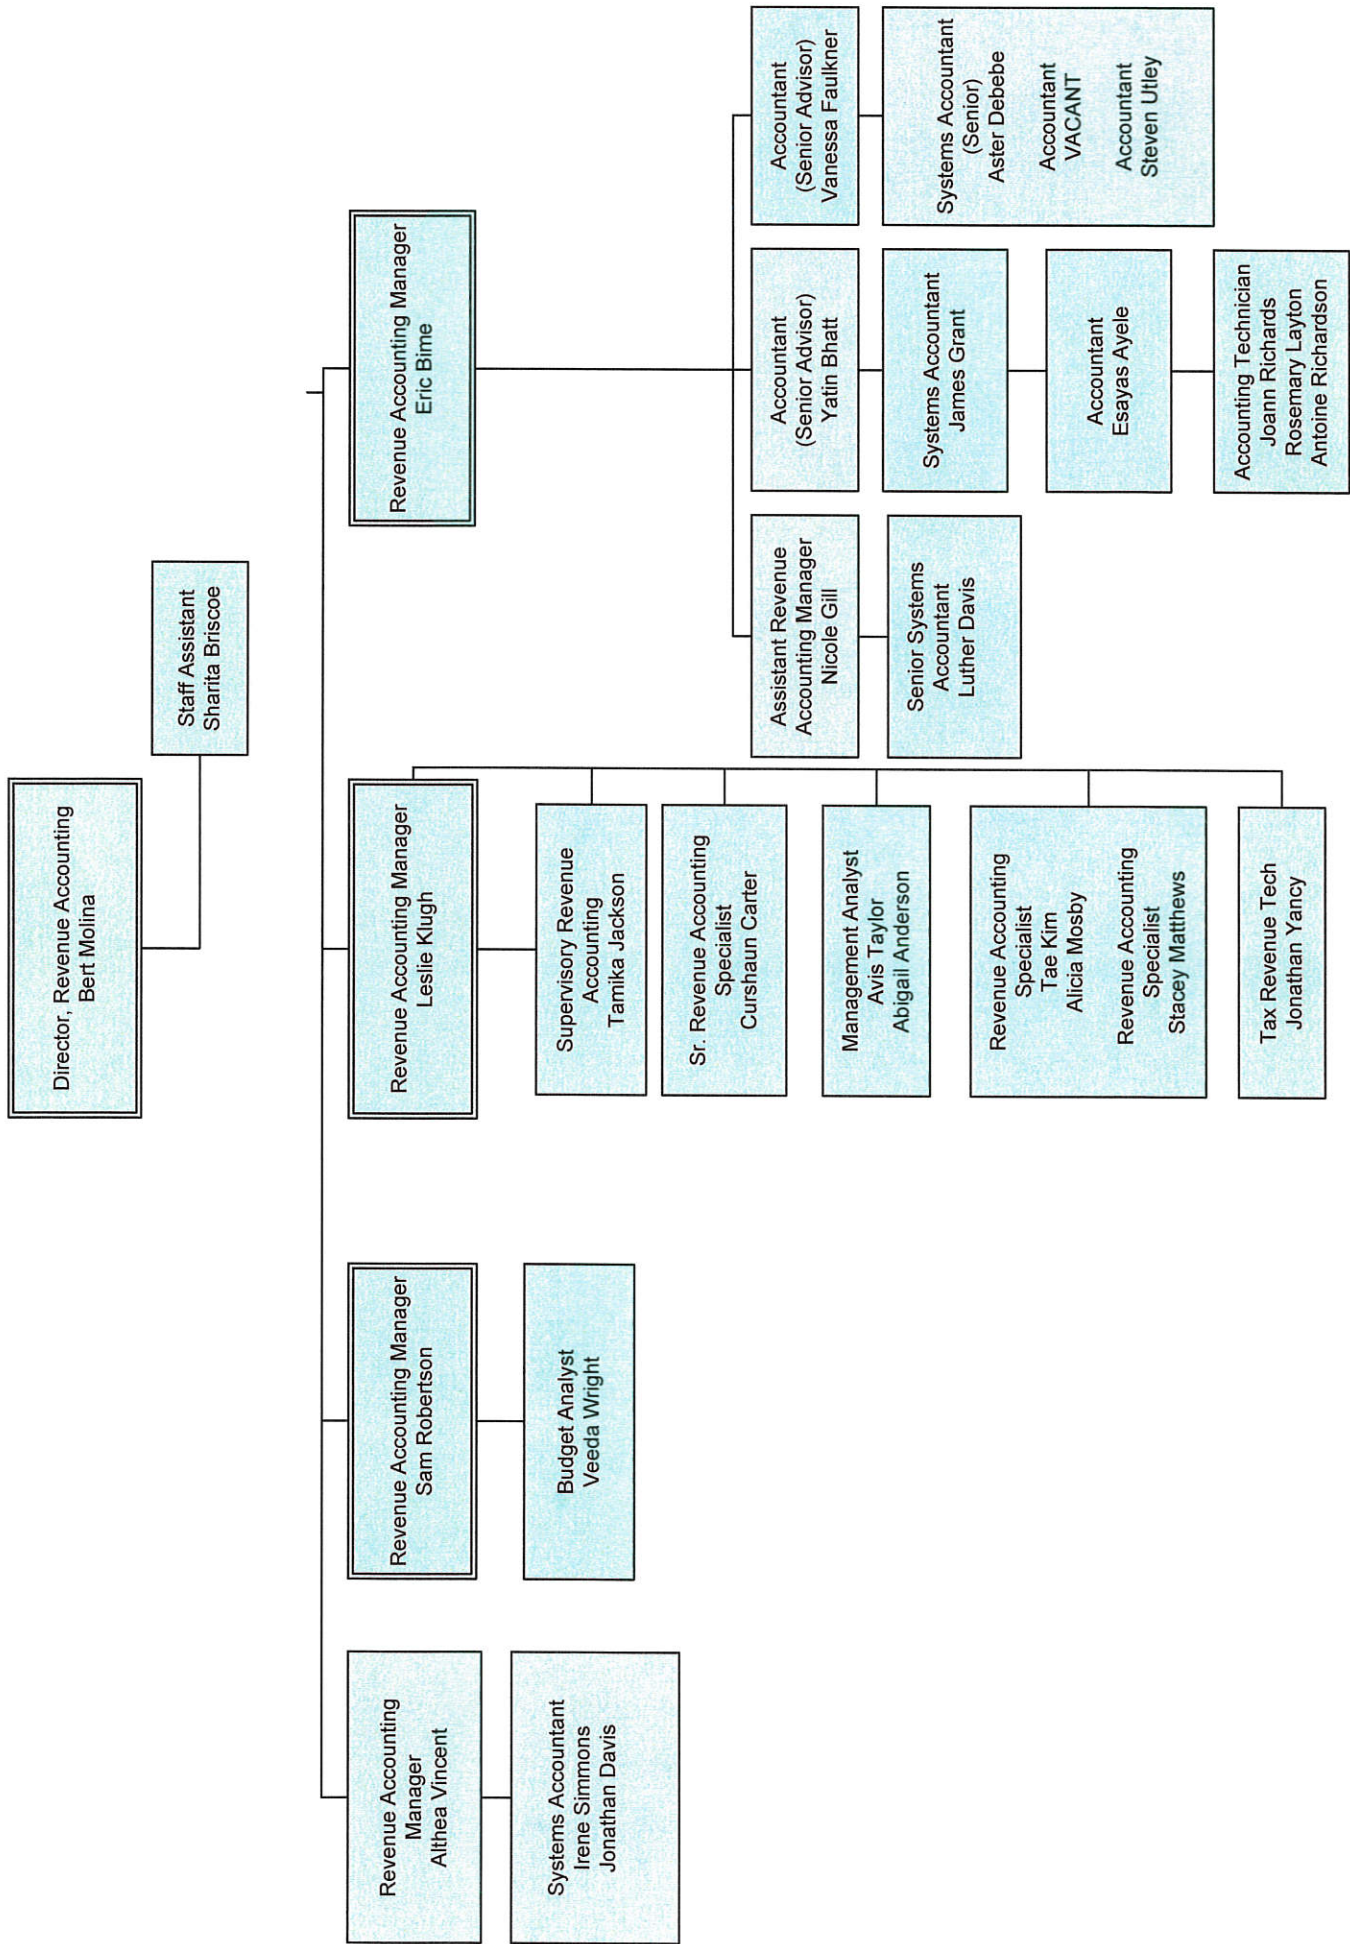 Director, Revenue Accounting
Bert Molina
Staff Assistant
Sharita Briscoe
Revenue Accounting
Manager
Althea Vincent
Systems Accountant
Irene Simmons
Jonathan Davis
Revenue Accounting Manager
Sam Robertson
Budget Analyst
Veeda Wright
Revenue Accounting Manager
Leslie Klugh
Supervisory Revenue
Accounting
Tamika Jackson
Sr. Revenue Accounting
Specialist
Curshaun Carter
Management Analyst
Avis Taylor
Abigail Anderson
Revenue Accounting
Specialist
Tae Kim
Alicia Mosby
Revenue Accounting
Specialist
Stacey Matthews
Tax Revenue Tech
Jonathan Yancy
Revenue Accounting Manager
Eric Bime
Assistant Revenue
Accounting Manager
Nicole Gill
Senior Systems
Accountant
Luther Davis
Accountant
(Senior Advisor)
Yatin Bhatt
Systems Accountant
James Grant
Accountant
Esayas Ayele
Accounting Technician
Joann Richards
Rosemary Layton
Antoine Richardson
Accountant
(Senior Advisor)
Vanessa Faulkner
Systems Accountant
(Senior)
Aster Debebe
Accountant
VACANT
Accountant
Steven Utley